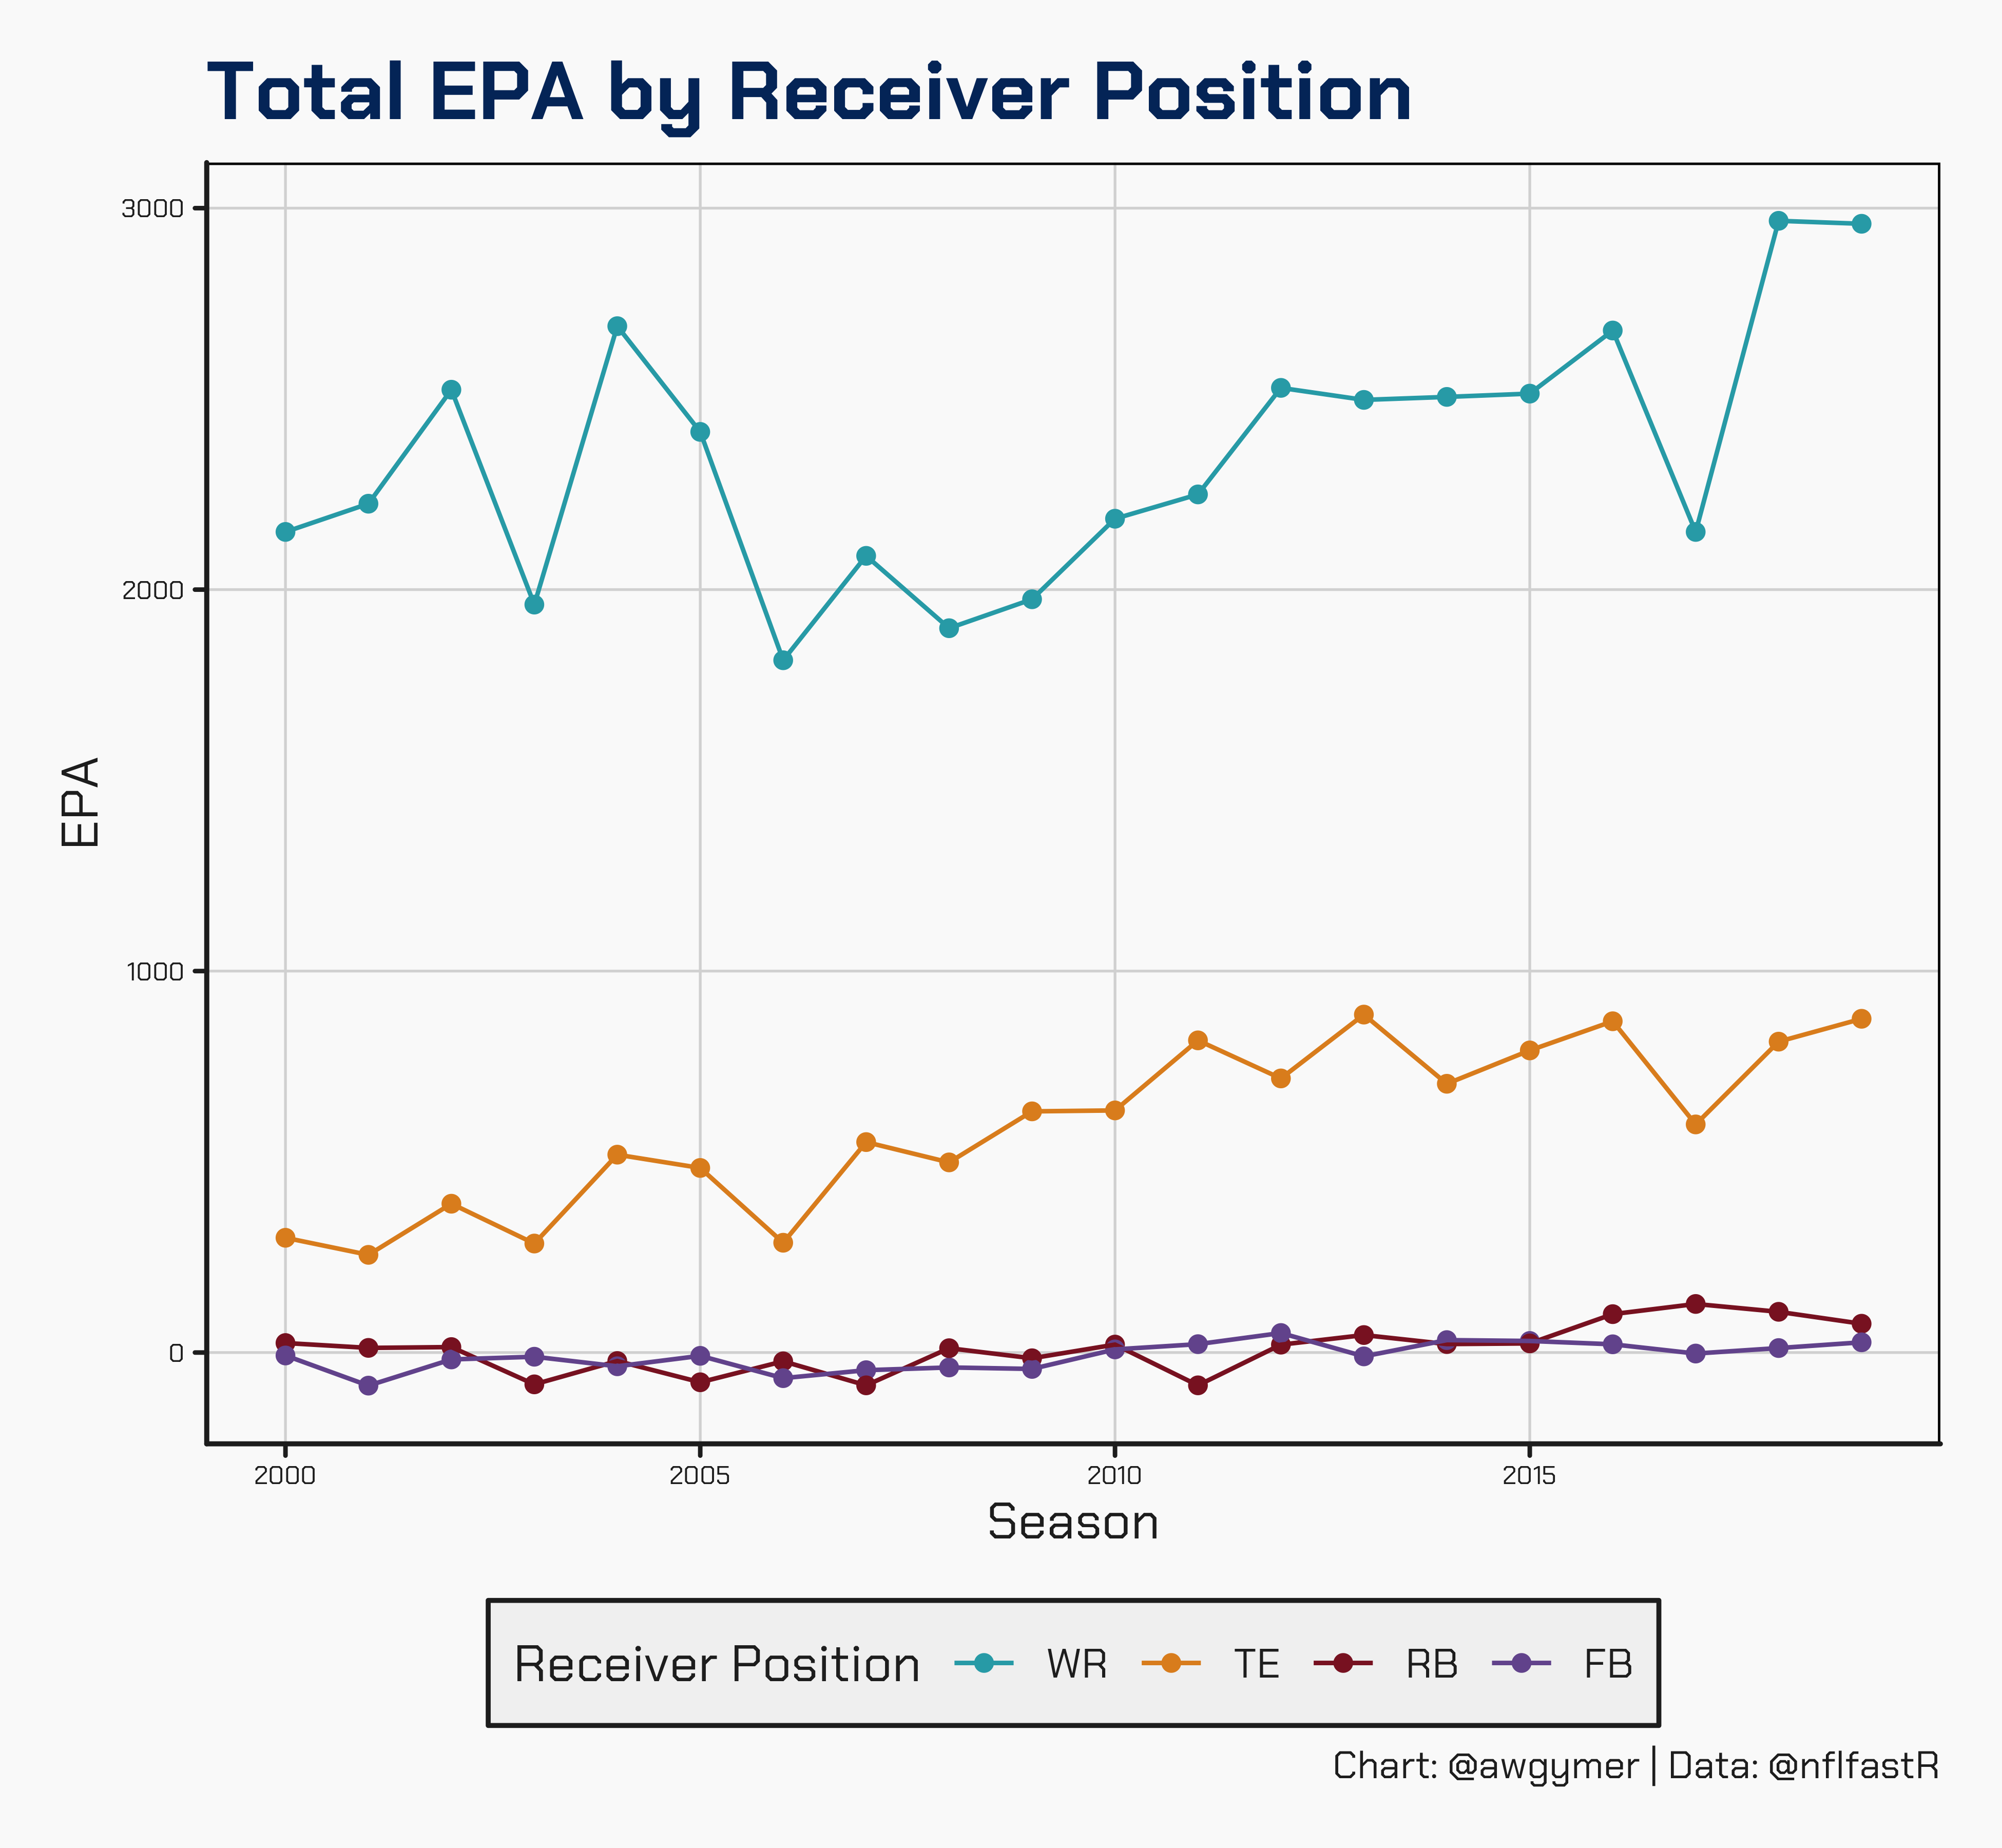 Total EPA by Receiver Position
3000
2000
1000
0
EPA
2000 2005 2010 2015
Season
Receiver Position WR TE RB FB
Chart: @awgymer | Data: @nflfastR